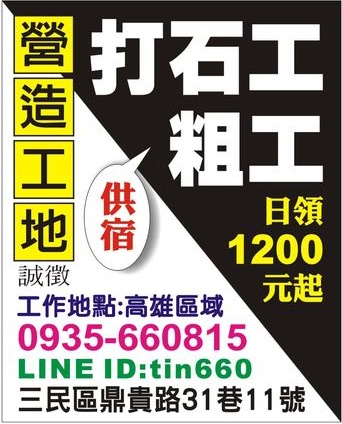 營造工地
誠徵
打石工
粗工
供宿
日領
1200
元起
工作地點:高雄區域
0935-660815
LINE ID:tin660
三民區鼎貴路31巷11號